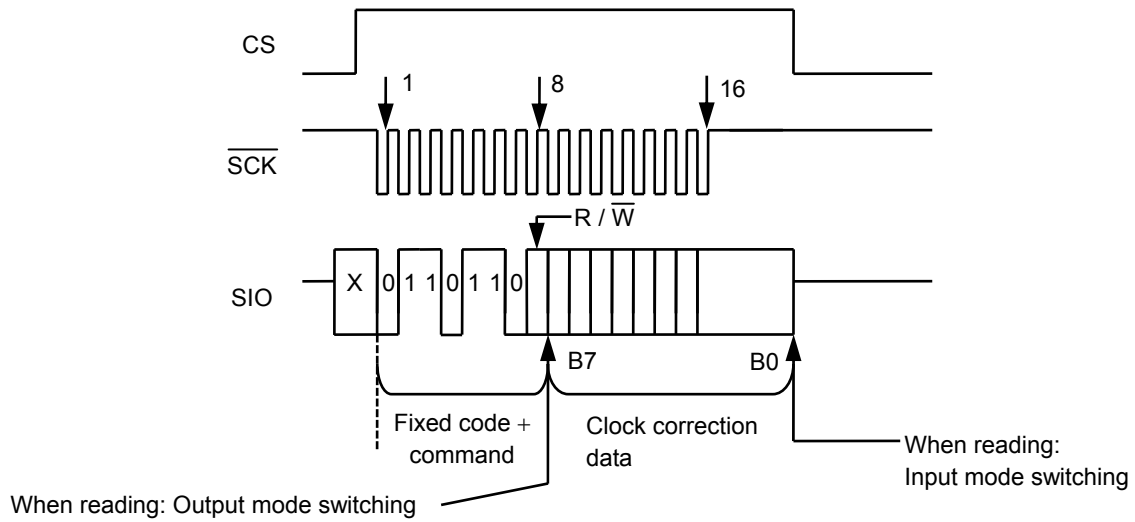 CS
1
8
16
SCK
R / W
X
0
1
1
0
1
1
0
SIO
B7
B0
Fixed code +
command
Clock correction
data
When reading:
Input mode switching
When reading: Output mode switching